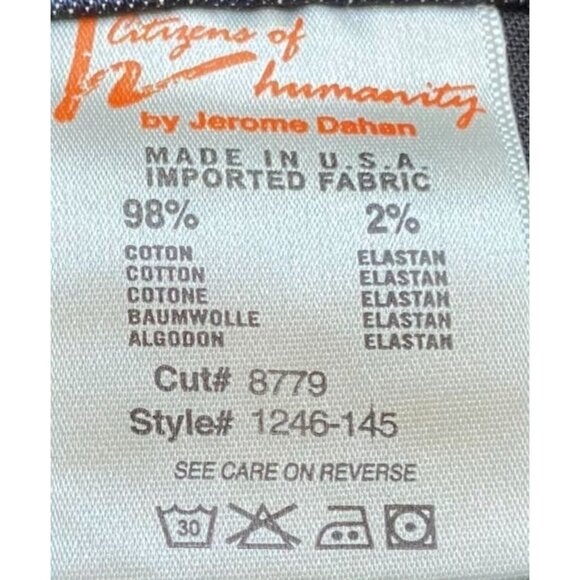 Citizens of
humanity
by Jerome Dahan
MADE IN U.S.A.
IMPORTED FABRIC
98% 2%
COTON ELASTAN
COTTON ELASTAN
COTONE ELASTAN
BAUMWOLLE ELASTAN
ALGODON ELASTAN
Cut# 8779
Style# 1246-145
SEE CARE ON REVERSE
30